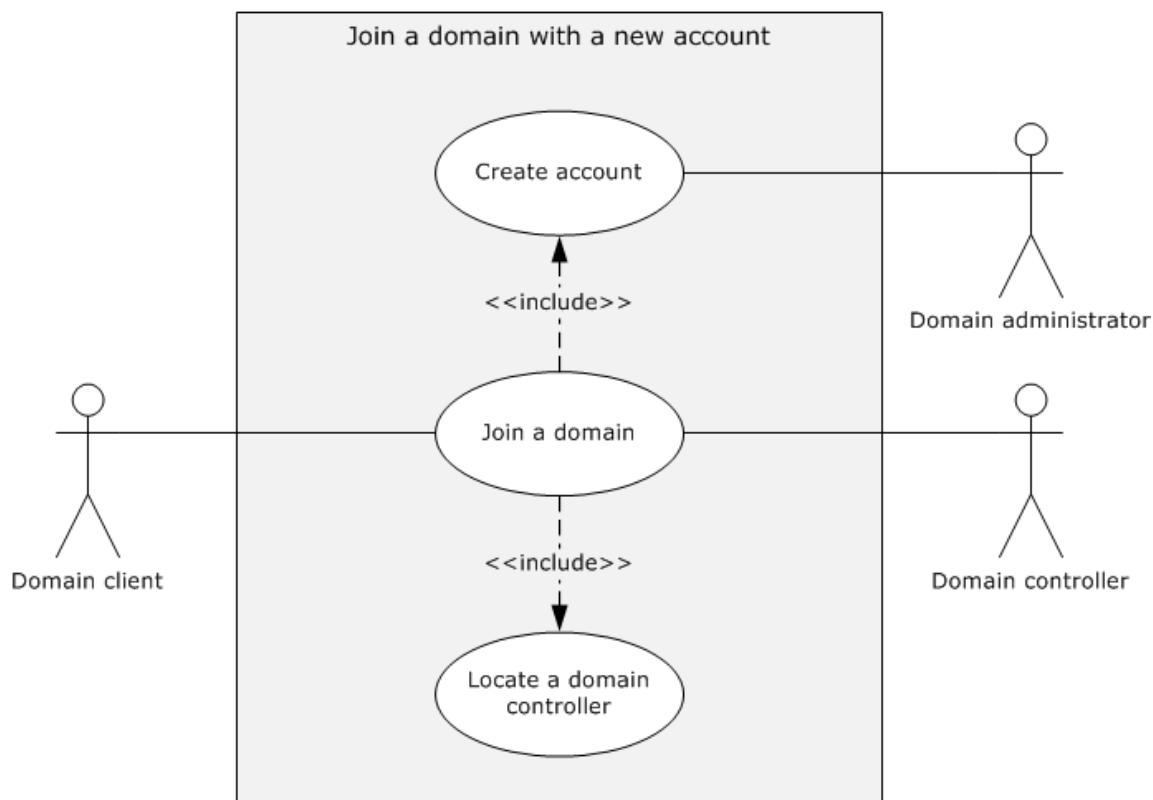 Join a domain with a new account
Create account
<<include>>
Domain administrator
Join a domain
<<include>>
Domain client
Domain controller
Locate a domain
controller